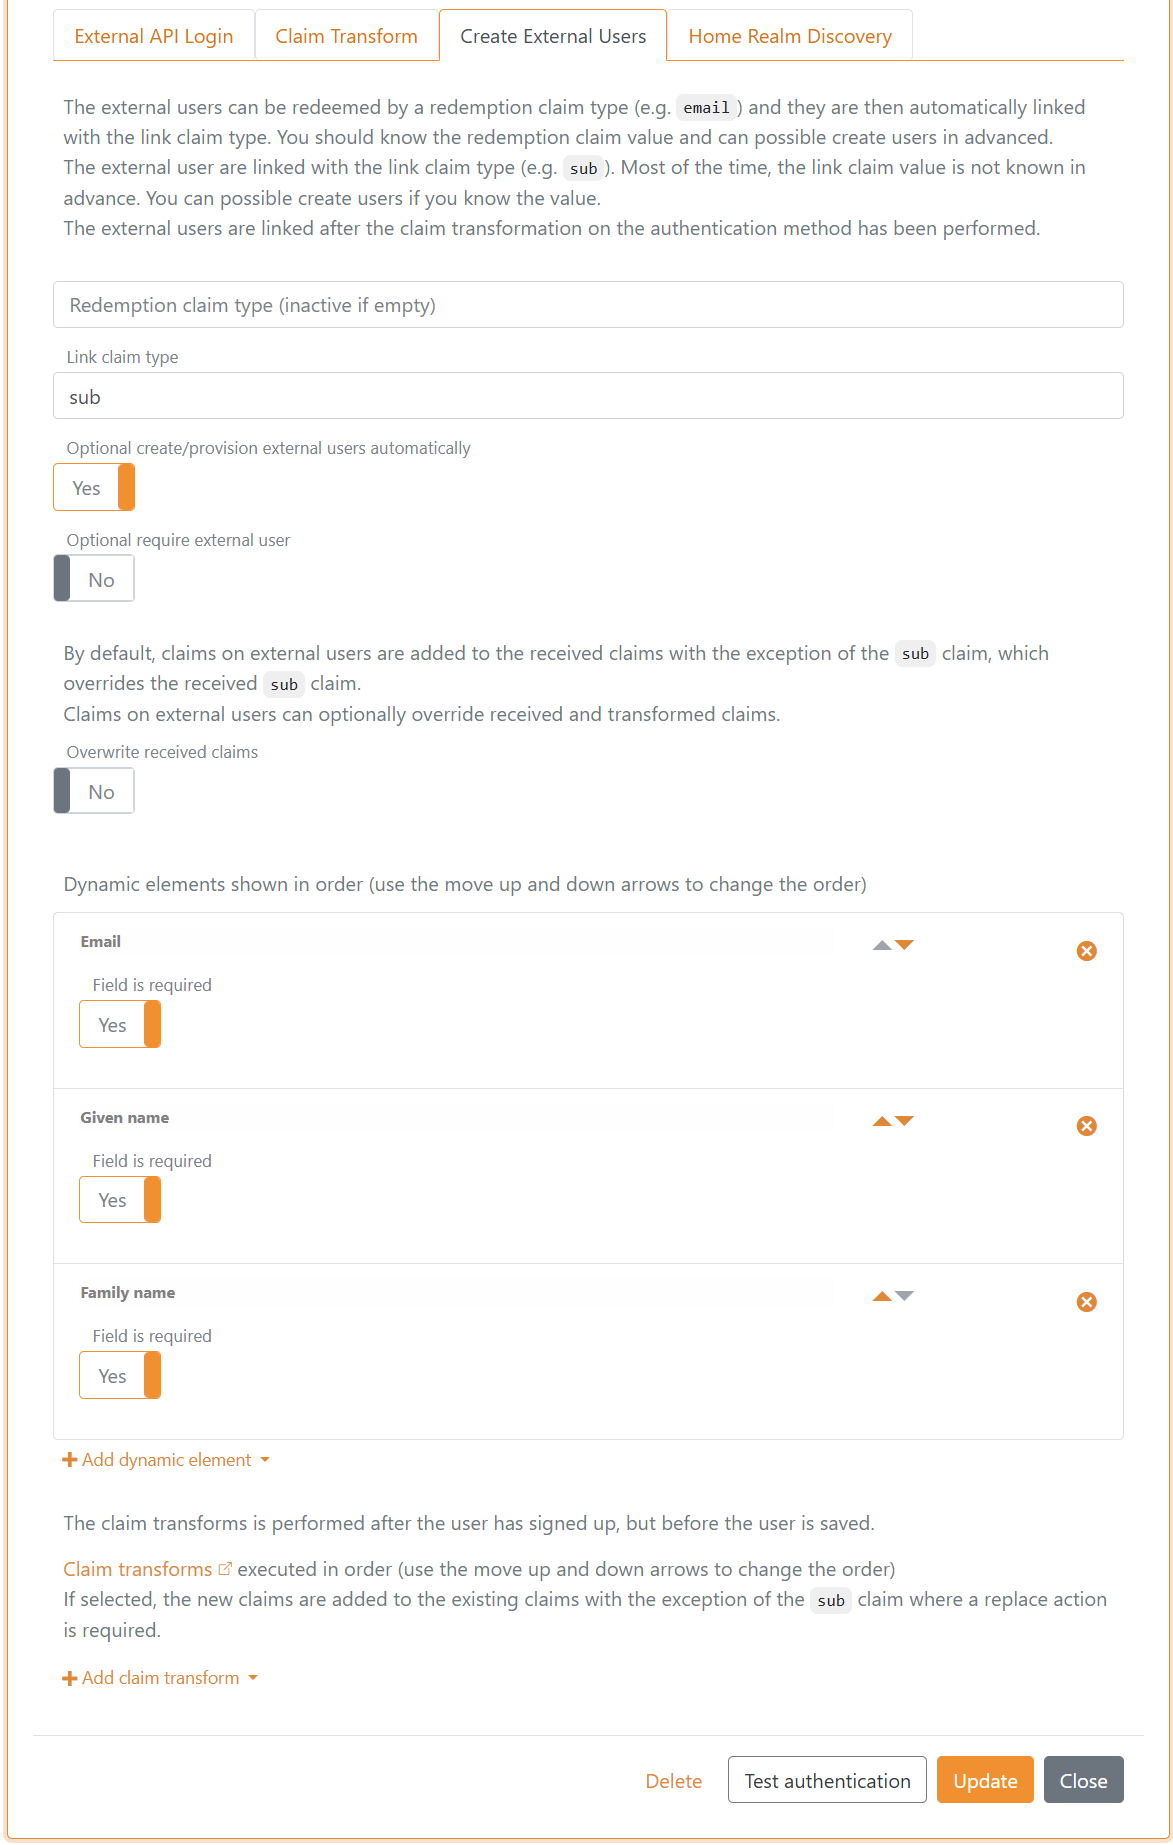 External API Login
Claim Transform
Create External Users
Home Realm Discovery
The external users can be redeemed by a redemption claim type (e.g. email ) and they are then automatically linked
with the link claim type. You should know the redemption claim value and can possible create users in advanced.
The external user are linked with the link claim type (e.g. sub ). Most of the time, the link claim value is not known in
advance. You can possible create users if you know the value.
The external users are linked after the claim transformation on the authentication method has been performed.
Redemption claim type (inactive if empty)
Link claim type
sub
Optional create/provision external users automatically
Yes
Optional require external user
No
By default, claims on external users are added to the received claims with the exception of the sub claim, which
overrides the received sub claim.
Claims on external users can optionally override received and transformed claims.
Overwrite received claims
No
Dynamic elements shown in order (use the move up and down arrows to change the order)
Email
Field is required
Yes
Given name
Field is required
Yes
Family name
Field is required
Yes
Add dynamic element
The claim transforms is performed after the user has signed up, but before the user is saved.
Claim transforms executed in order (use the move up and down arrows to change the order)
If selected, the new claims are added to the existing claims with the exception of the sub claim where a replace action
is required.
Add claim transform
Delete
Test authentication
Update
Close